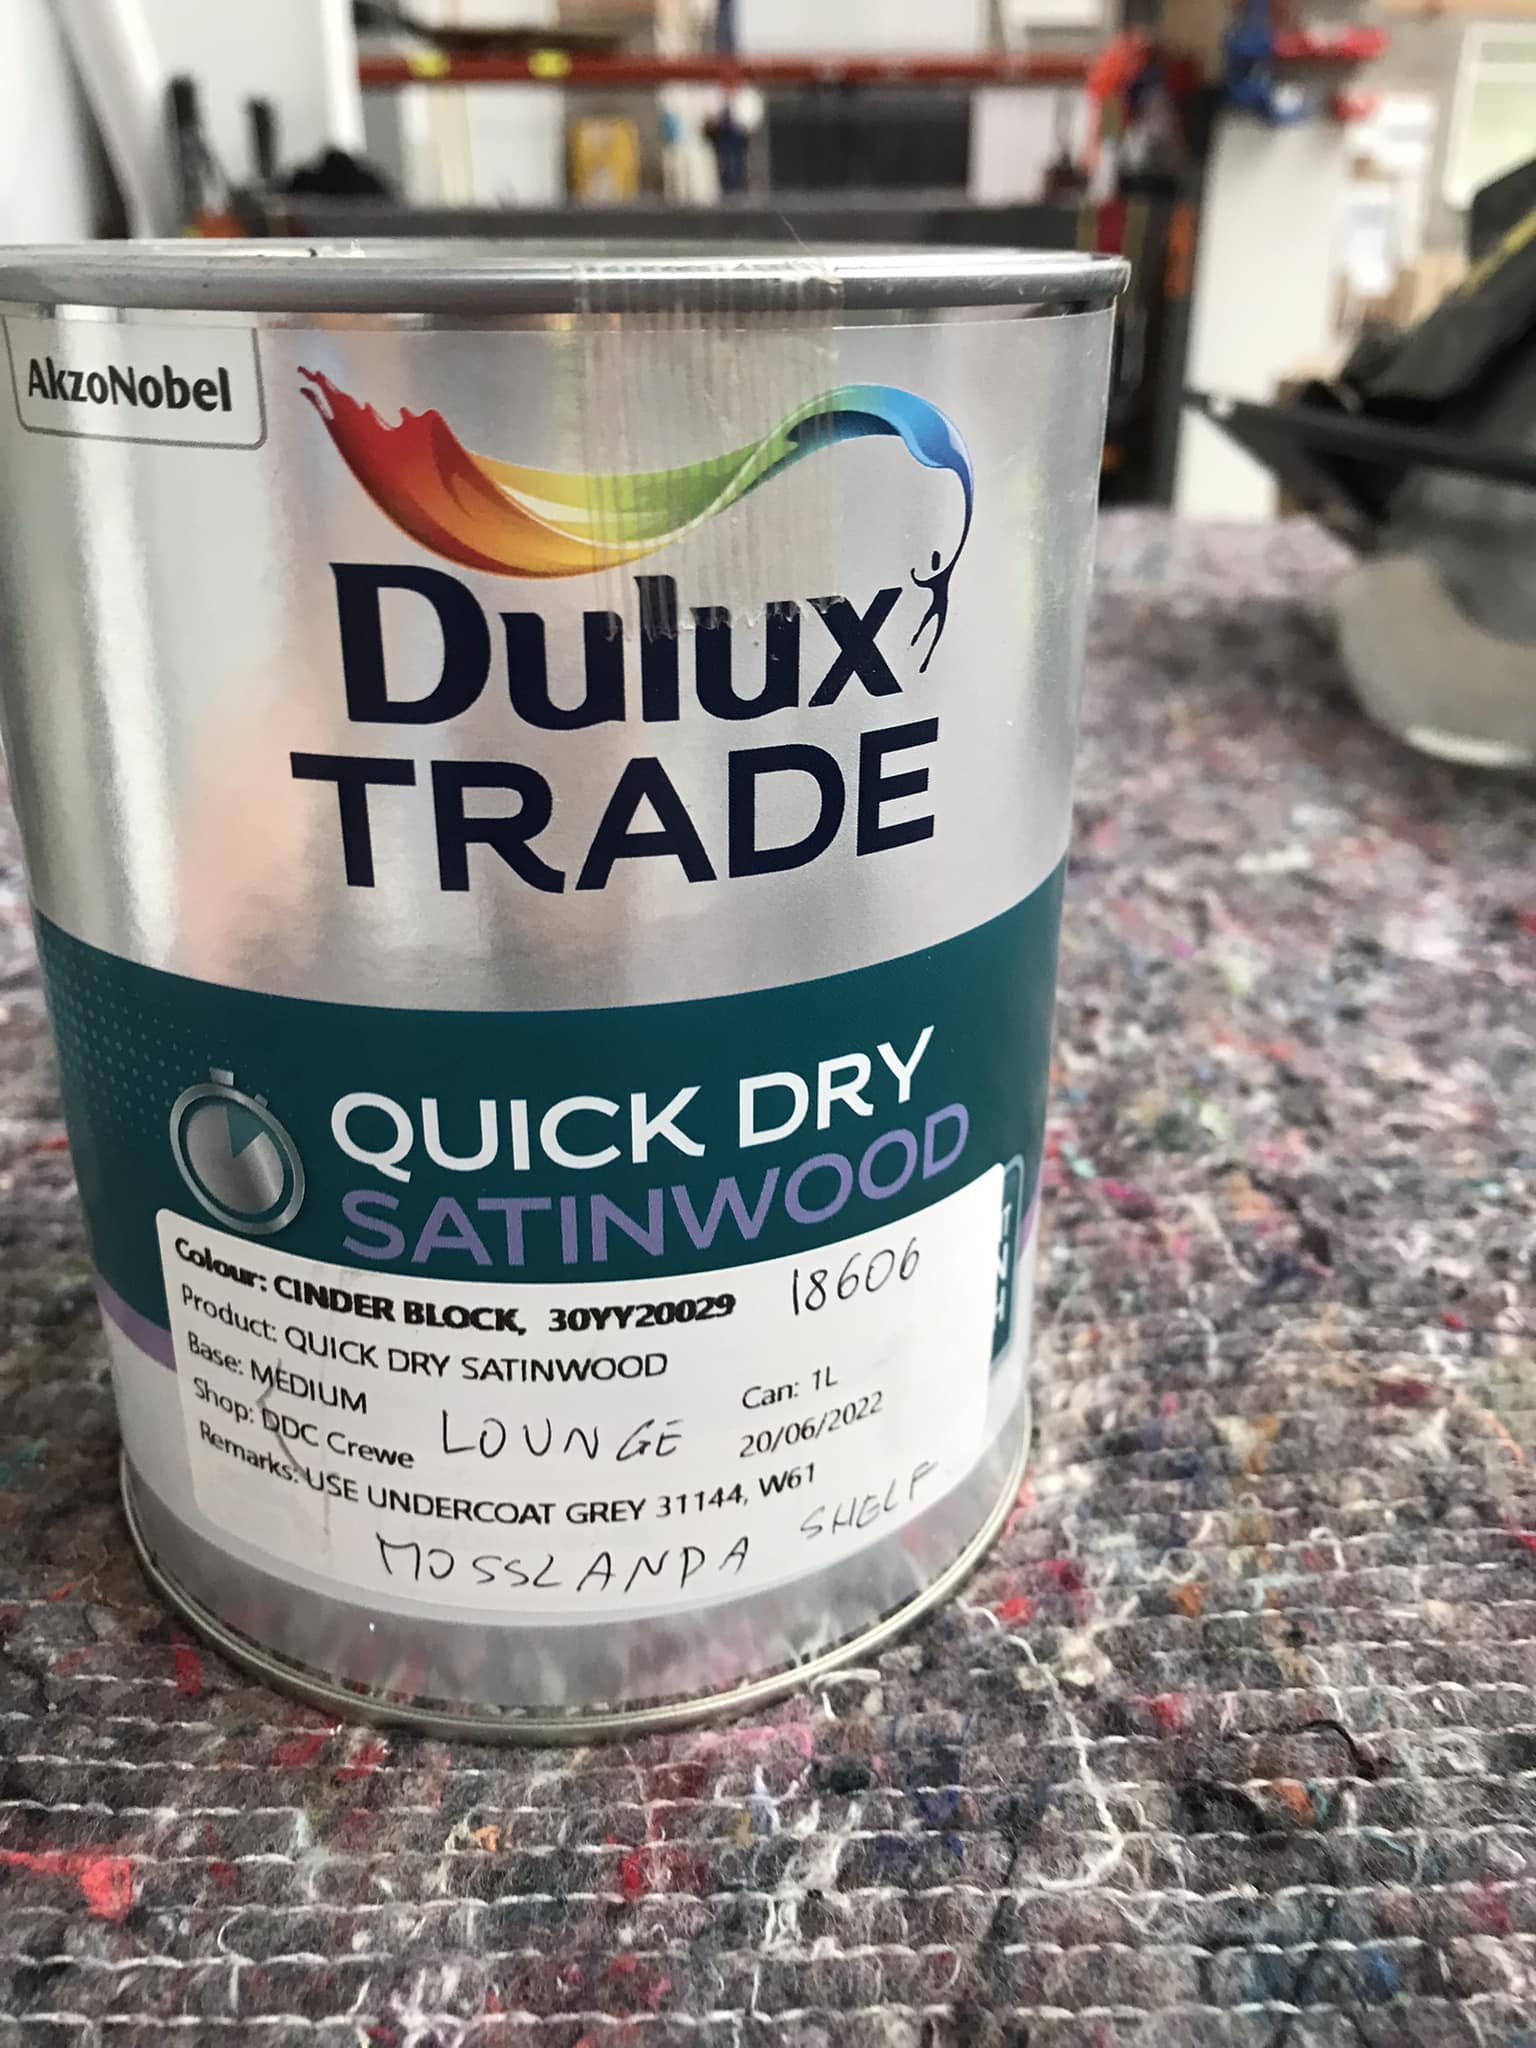 AkzoNobel
Dulux
TRADE
QUICK DRY
SATINWOOD
TINT
Colour: CINDER BLOCK, 30YY20029 18606
Product: QUICK DRY SATINWOOD
Base: MEDIUM Can: 1L
Shop: DDC Crewe LOUNGE 20/06/2022
Remarks: USE UNDERCOAT GREY 31144, W61
MOSSLANDA SHELF